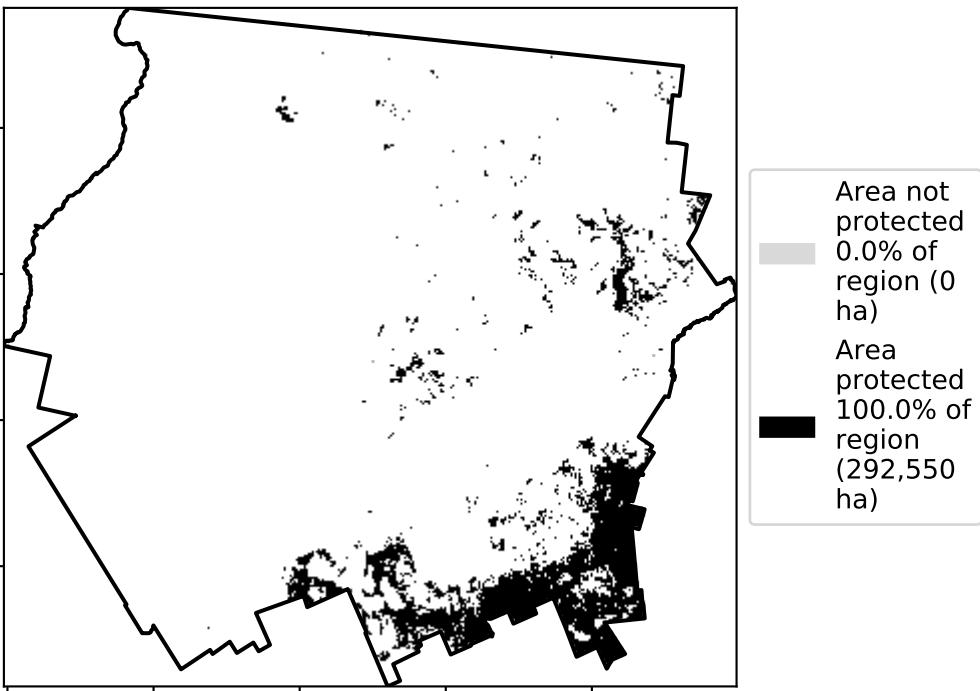 Area not
protected
0.0% of
region (0
ha)
Area
protected
100.0% of
region
(292,550
ha)